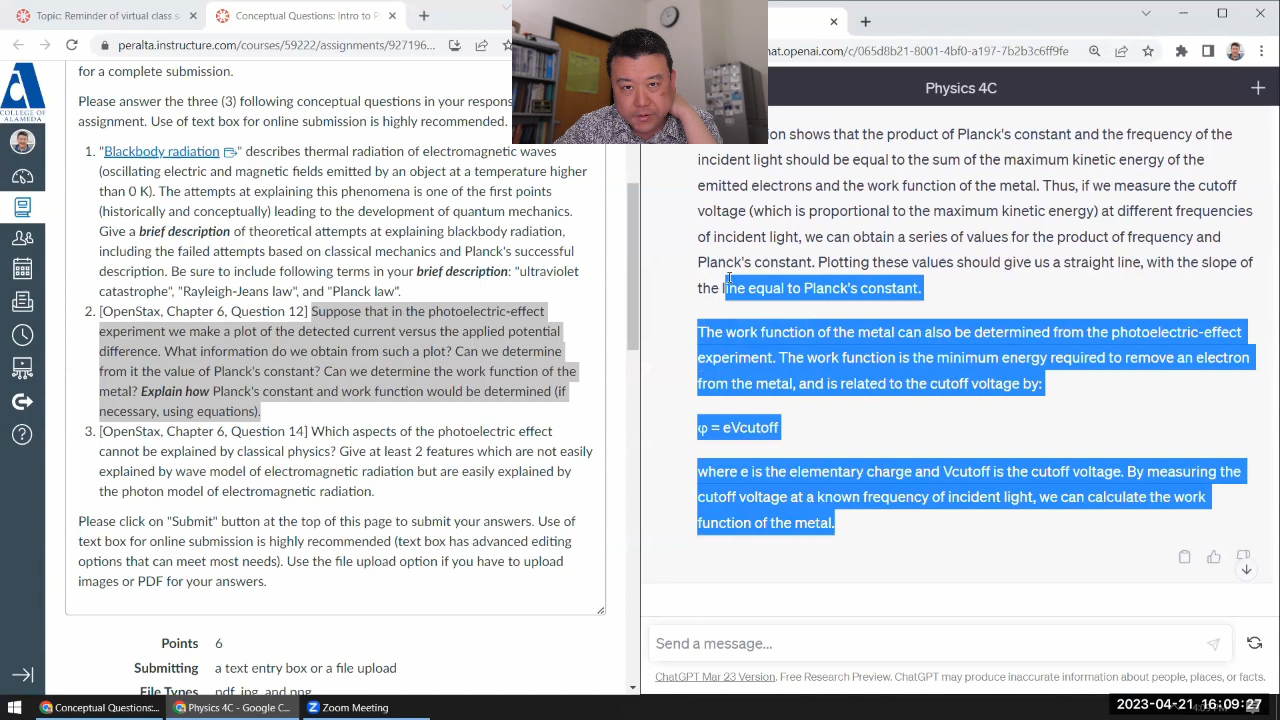 Topic: Reminder of virtual class s
Conceptual Questions: Intro to P
peralta.instructure.com/courses/59222/assignments/927196...
hat.openai.com/c/065d8b21-8001-4bf0-a197-7b2b3c6ff9fe
COLLEGE OF
ALAMEDA
for a complete submission.
Please answer the three (3) following conceptual questions in your respons
assignment. Use of text box for online submission is highly recommended.
1. "Blackbody radiation " describes thermal radiation of electromagnetic waves
(oscillating electric and magnetic fields emitted by an object at a temperature higher
than 0 K). The attempts at explaining this phenomena is one of the first points
(historically and conceptually) leading to the development of quantum mechanics.
Give a brief description of theoretical attempts at explaining blackbody radiation,
including the failed attempts based on classical mechanics and Planck's successful
description. Be sure to include following terms in your brief description: "ultraviolet
catastrophe", "Rayleigh-Jeans law", and "Planck law".
2. [OpenStax, Chapter 6, Question 12] Suppose that in the photoelectric-effect
experiment we make a plot of the detected current versus the applied potential
difference. What information do we obtain from such a plot? Can we determine
from it the value of Planck's constant? Can we determine the work function of the
metal? Explain how Planck's constant and work function would be determined (if
necessary, using equations).
3. [OpenStax, Chapter 6, Question 14] Which aspects of the photoelectric effect
cannot be explained by classical physics? Give at least 2 features which are not easily
explained by wave model of electromagnetic radiation but are easily explained by
the photon model of electromagnetic radiation.
Please click on "Submit" button at the top of this page to submit your answers. Use of
text box for online submission is highly recommended (text box has advanced editing
options that can meet most needs). Use the file upload option if you have to upload
images or PDF for your answers.
Points 6
Submitting a text entry box or a file upload
File Types pdf, jpg, and png
Physics 4C
ion shows that the product of Planck's constant and the frequency of the
incident light should be equal to the sum of the maximum kinetic energy of the
emitted electrons and the work function of the metal. Thus, if we measure the cutoff
voltage (which is proportional to the maximum kinetic energy) at different frequencies
of incident light, we can obtain a series of values for the product of frequency and
Planck's constant. Plotting these values should give us a straight line, with the slope of
the line equal to Planck's constant.
The work function of the metal can also be determined from the photoelectric-effect
experiment. The work function is the minimum energy required to remove an electron
from the metal, and is related to the cutoff voltage by:
φ = eVcutoff
where e is the elementary charge and Vcutoff is the cutoff voltage. By measuring the
cutoff voltage at a known frequency of incident light, we can calculate the work
function of the metal.
Send a message...
ChatGPT Mar 23 Version. Free Research Preview. ChatGPT may produce inaccurate information about people, places, or facts.
Conceptual Questions:...
Physics 4C - Google C...
Zoom Meeting
2023-04-21 16:09:27